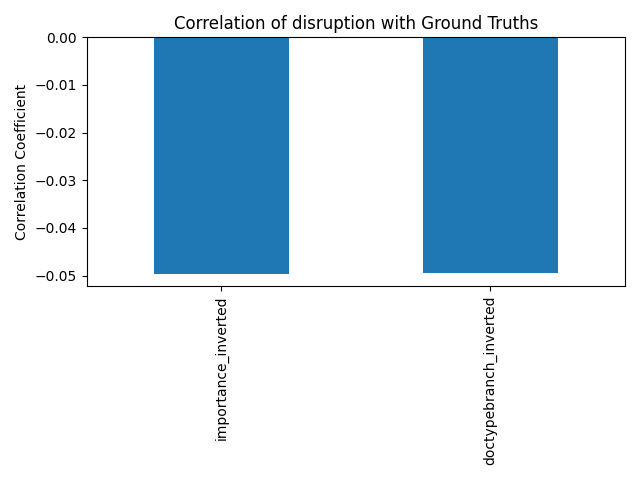 Correlation of disruption with Ground Truths
0.00
−0.01
−0.02
−0.03
−0.04
−0.05
Correlation Coefficient
importance_inverted
doctypebranch_inverted